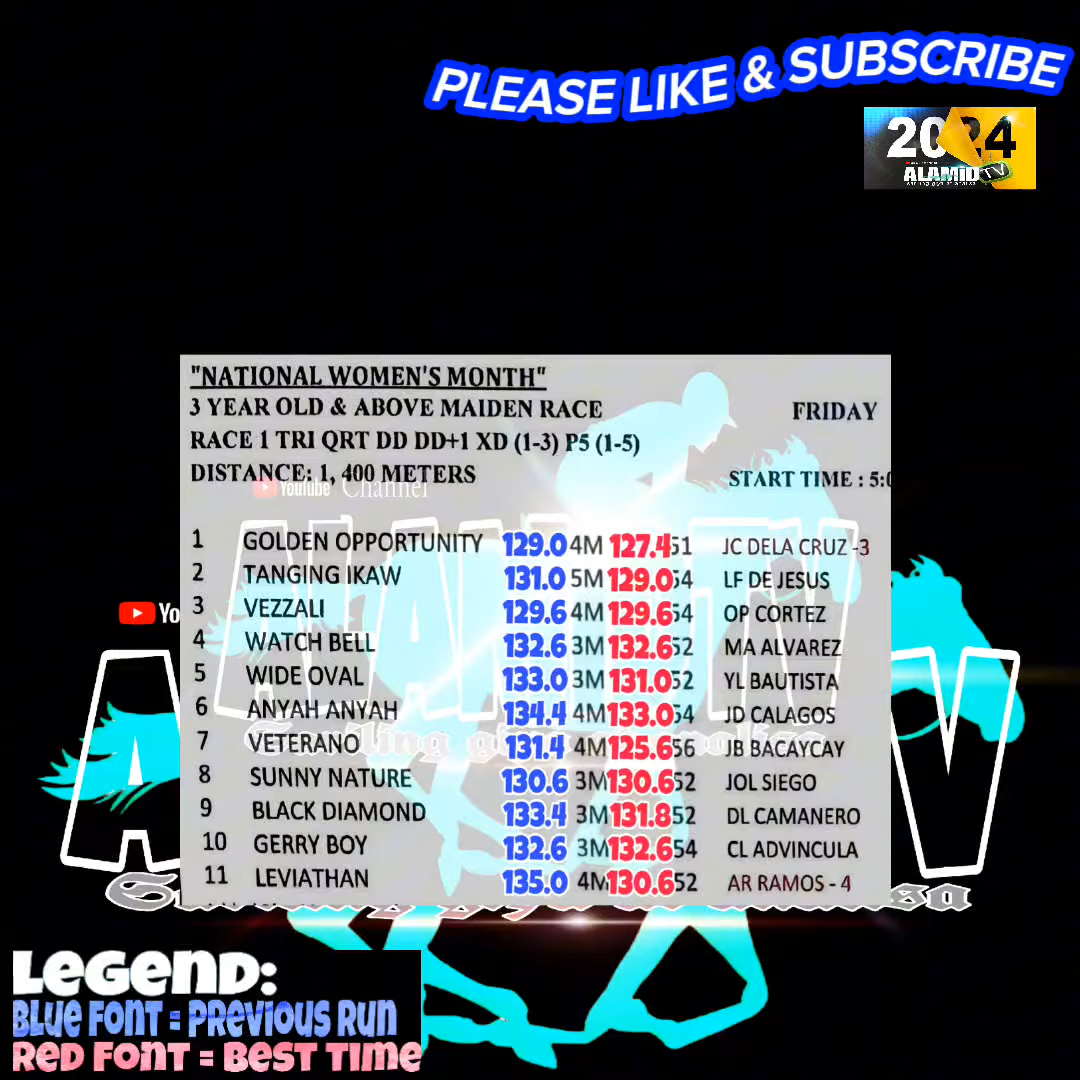 PLEASE LIKE & SUBSCRIBE
2024
ALAMID TV
"NATIONAL WOMEN'S MONTH"
3 YEAR OLD & ABOVE MAIDEN RACE FRIDAY
RACE 1 TRI QRT DD DD+1 XD (1-3) P5 (1-5)
DISTANCE: 1, 400 METERS START TIME : 5:0
YouTube Channel
1 GOLDEN OPPORTUNITY 129.0 4M 127.4 51 JC DELA CRUZ -3
2 TANGING IKAW 131.0 5M 129.0 54 LF DE JESUS
3 VEZZALI 129.6 4M 129.6 54 OP CORTEZ
4 WATCH BELL 132.6 3M 132.6 52 MA ALVAREZ
5 WIDE OVAL 133.0 3M 131.0 52 YL BAUTISTA
6 ANYAH ANYAH 134.4 4M 133.0 54 JD CALAGOS
7 VETERANO 131.4 4M 125.6 56 JB BACAYCAY
8 SUNNY NATURE 130.6 3M 130.6 52 JOL SIEGO
9 BLACK DIAMOND 133.4 3M 131.8 52 DL CAMANERO
10 GERRY BOY 132.6 3M 132.6 54 CL ADVINCULA
11 LEVIATHAN 135.0 4M 130.6 52 AR RAMOS - 4
ALAMID TV
LEGEND:
BLUE FONT = PREVIOUS RUN
RED FONT = BEST TIME